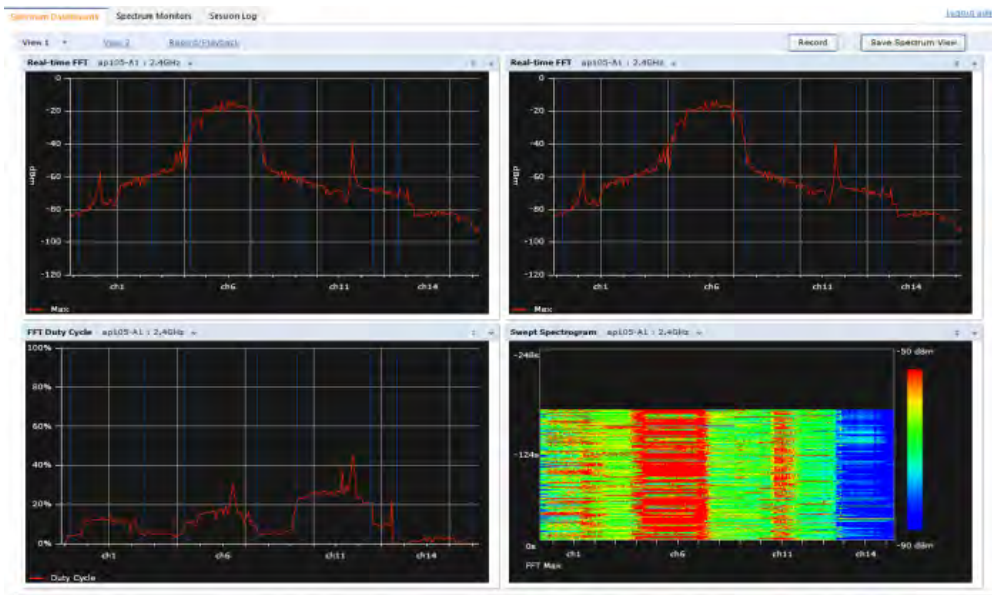 Spectrum Dashboard Spectrum Monitors Session Log
View 1 View 2 Record/Playback Record Save Spectrum View
Real-time FFT ap105-A1 : 2.4GHz
0
-20
-40
-60
-80
-100
-120
dBm
ch1 ch6 ch11 ch14
Max
Real-time FFT ap105-A1 : 2.4GHz
0
-20
-40
-60
-80
-100
-120
dBm
ch1 ch6 ch11 ch14
Max
FFT Duty Cycle ap105-A1 : 2.4GHz
100%
80%
60%
40%
20%
0%
ch1 ch6 ch11 ch14
Duty Cycle
Swept Spectrogram ap105-A1 : 2.4GHz
-248s
-124s
0s
ch1 ch6 ch11 ch14
FFT Max
-50 dBm
-90 dBm